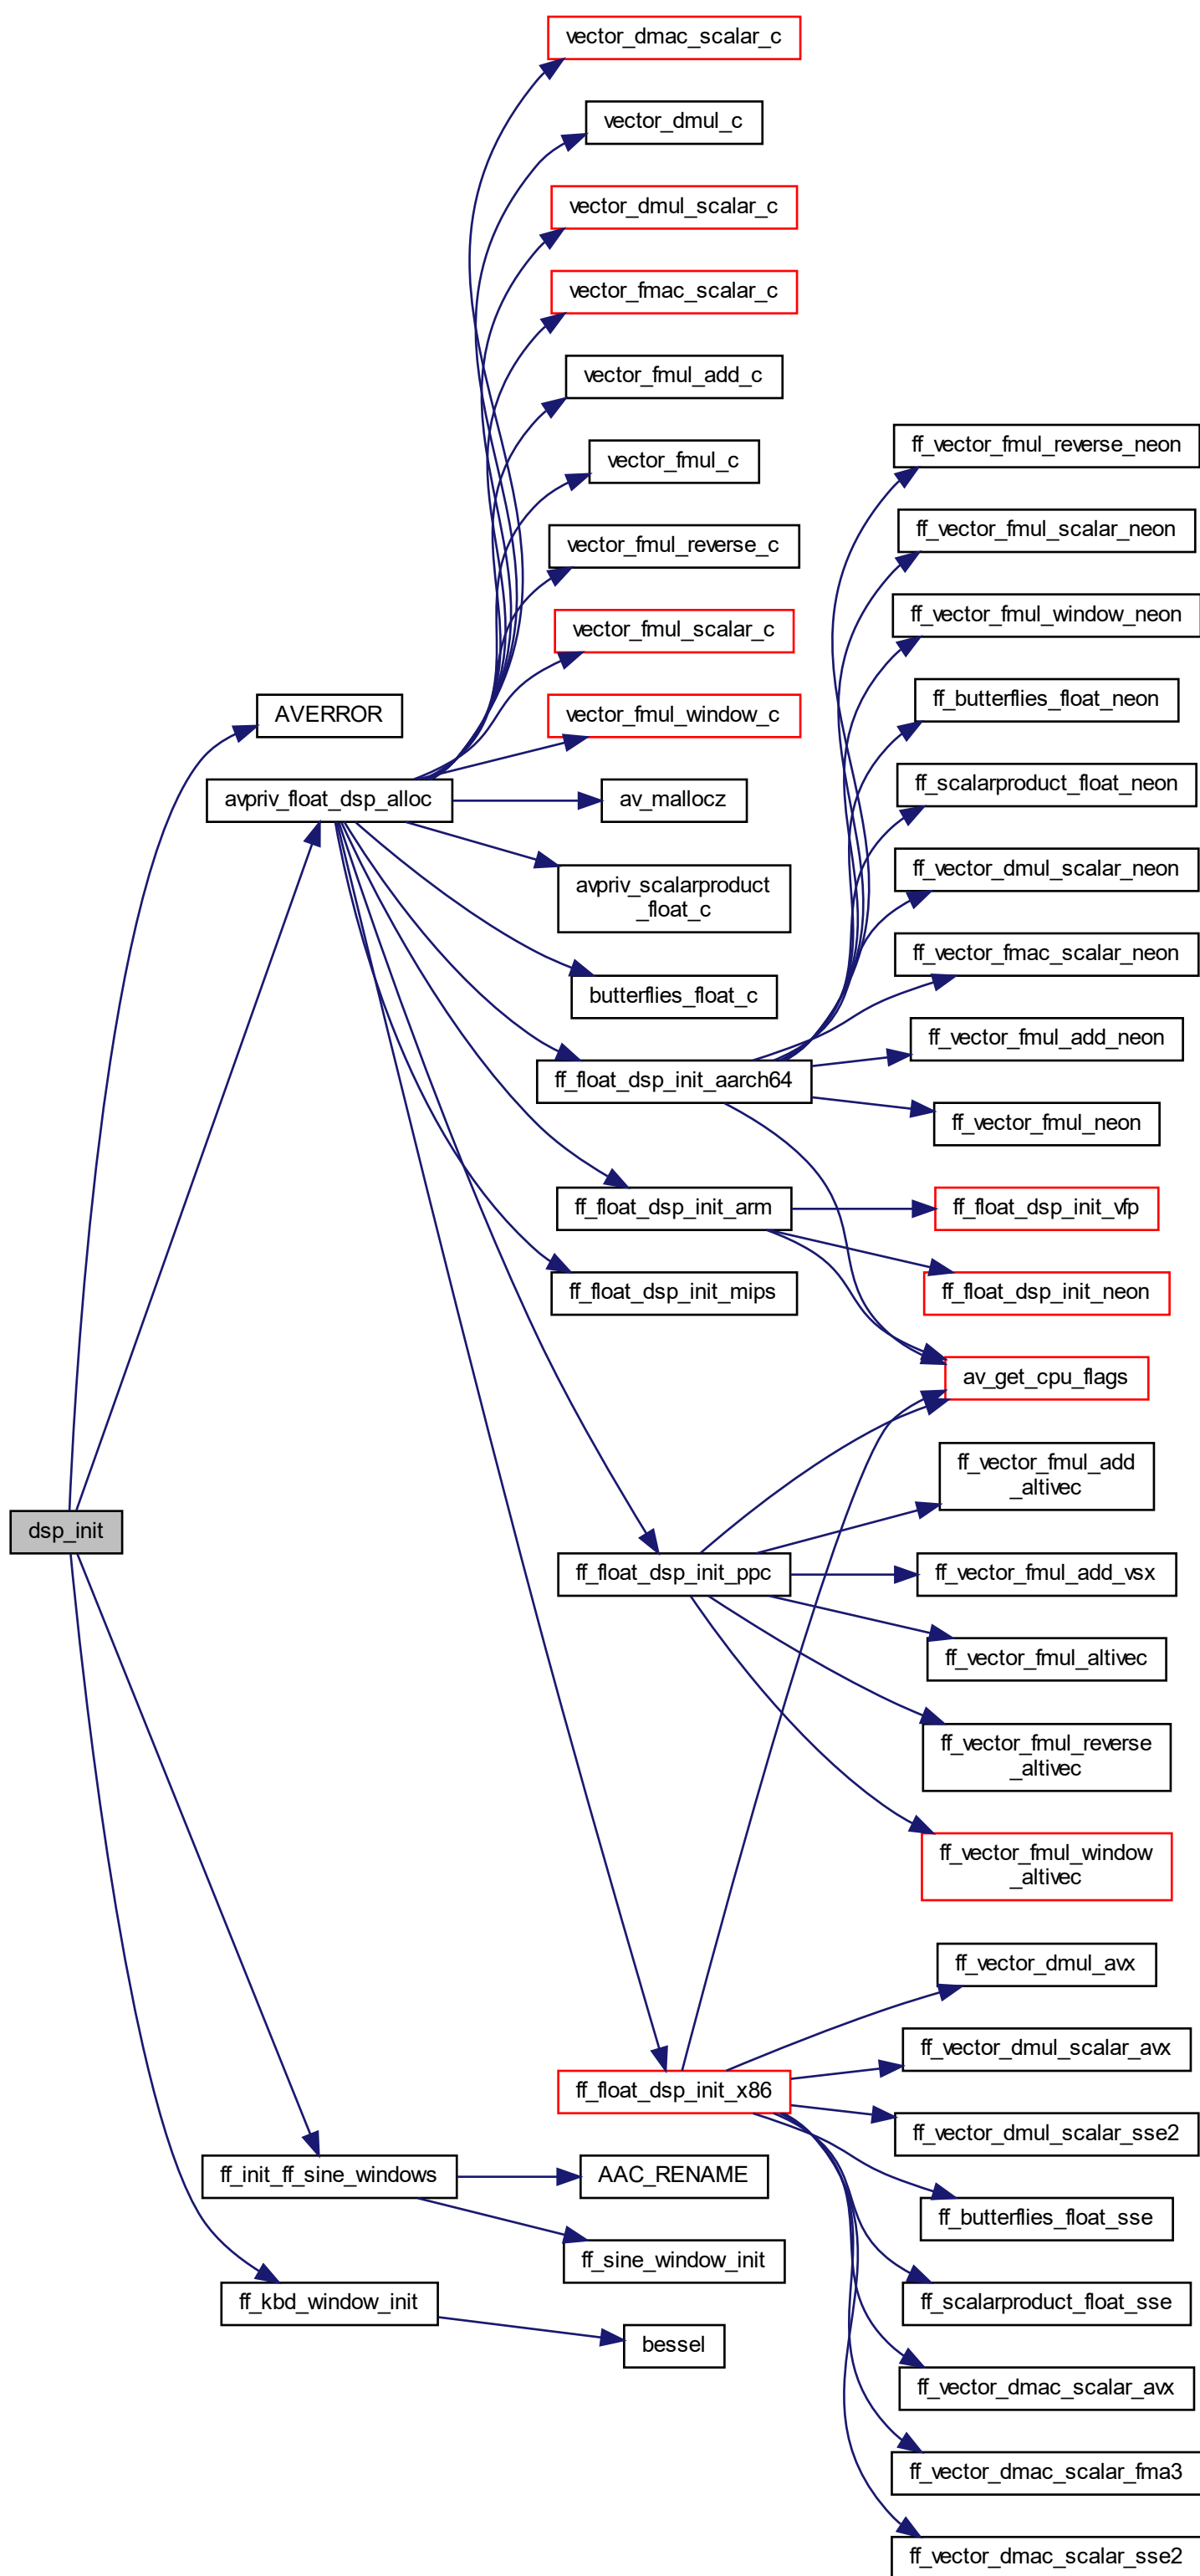 vector_dmac_scalar_c
vector_dmul_c
vector_dmul_scalar_c
vector_fmac_scalar_c
vector_fmul_add_c
vector_fmul_c
vector_fmul_reverse_c
vector_fmul_scalar_c
vector_fmul_window_c
AVERROR
avpriv_float_dsp_alloc
av_mallocz
avpriv_scalarproduct
_float_c
butterflies_float_c
ff_float_dsp_init_aarch64
ff_float_dsp_init_arm
ff_float_dsp_init_mips
ff_vector_fmul_reverse_neon
ff_vector_fmul_scalar_neon
ff_vector_fmul_window_neon
ff_butterflies_float_neon
ff_scalarproduct_float_neon
ff_vector_dmul_scalar_neon
ff_vector_fmac_scalar_neon
ff_vector_fmul_add_neon
ff_vector_fmul_neon
ff_float_dsp_init_vfp
ff_float_dsp_init_neon
av_get_cpu_flags
dsp_init
ff_float_dsp_init_ppc
ff_vector_fmul_add
_altivec
ff_vector_fmul_add_vsx
ff_vector_fmul_altivec
ff_vector_fmul_reverse
_altivec
ff_vector_fmul_window
_altivec
ff_float_dsp_init_x86
ff_vector_dmul_avx
ff_vector_dmul_scalar_avx
ff_vector_dmul_scalar_sse2
ff_butterflies_float_sse
ff_scalarproduct_float_sse
ff_vector_dmac_scalar_avx
ff_vector_dmac_scalar_fma3
ff_vector_dmac_scalar_sse2
ff_init_ff_sine_windows
AAC_RENAME
ff_sine_window_init
ff_kbd_window_init
bessel